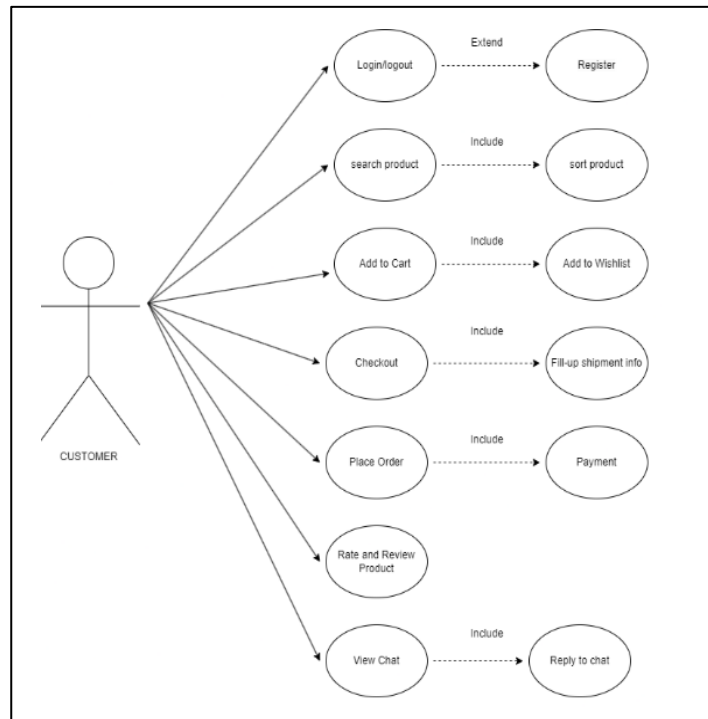 Login/logout
Extend
Register
search product
Include
sort product
Add to Cart
Include
Add to Wishlist
Checkout
Include
Fill-up shipment info
CUSTOMER
Place Order
Include
Payment
Rate and Review
Product
View Chat
Include
Reply to chat